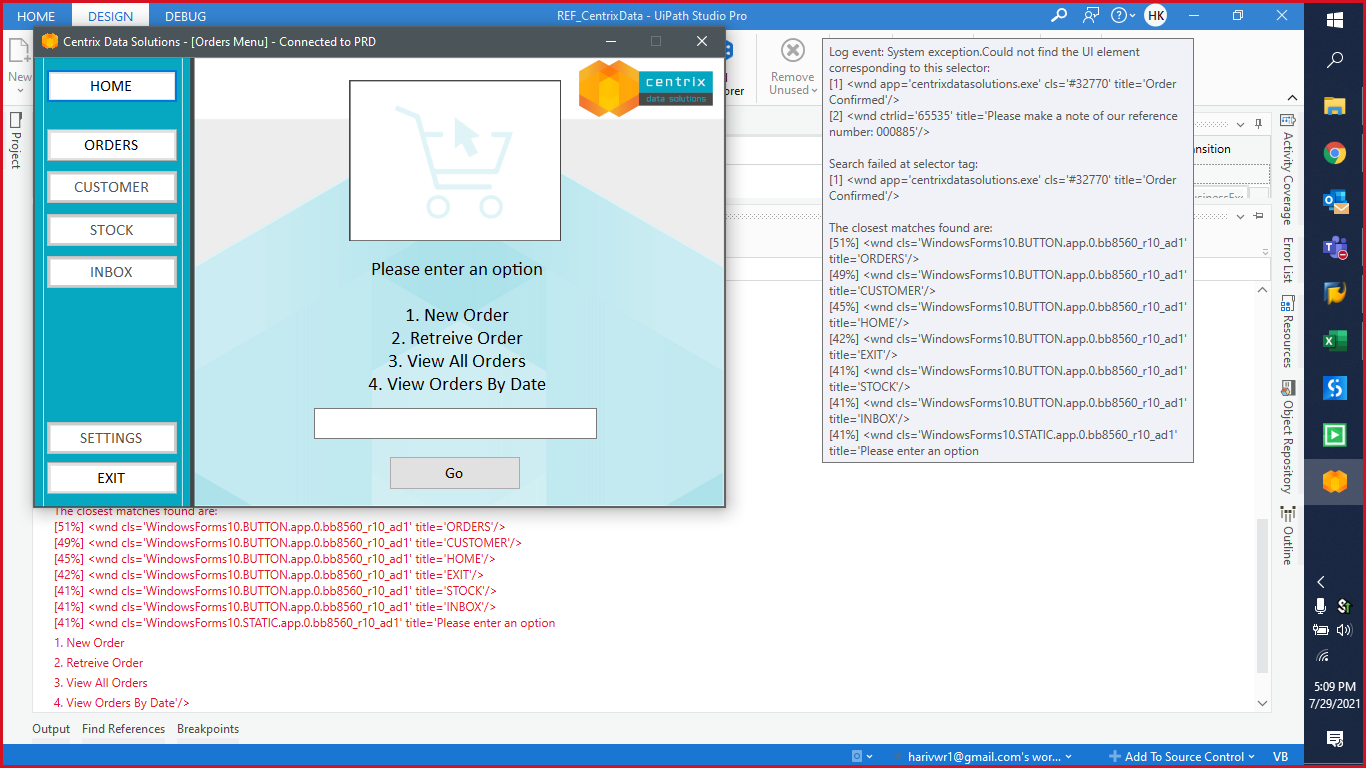 HOME
DESIGN
DEBUG
REF_CentrixData - UiPath Studio Pro
HK
Centrix Data Solutions - [Orders Menu] - Connected to PRD
New
Project
HOME
ORDERS
CUSTOMER
STOCK
INBOX
SETTINGS
EXIT
centrix
data solutions
Please enter an option
1. New Order
2. Retreive Order
3. View All Orders
4. View Orders By Date
Go
Remove
Unused
Log event: System exception.Could not find the UI element
corresponding to this selector:
[1] <wnd app='centrixdatasolutions.exe' cls='#32770' title='Order
Confirmed'/>
[2] <wnd ctrlid='65535' title='Please make a note of our reference
number: 000885'/>
Search failed at selector tag:
[1] <wnd app='centrixdatasolutions.exe' cls='#32770' title='Order
Confirmed'/>
The closest matches found are:
[51%] <wnd cls='WindowsForms10.BUTTON.app.0.bb8560_r10_ad1'
title='ORDERS'/>
[49%] <wnd cls='WindowsForms10.BUTTON.app.0.bb8560_r10_ad1'
title='CUSTOMER'/>
[45%] <wnd cls='WindowsForms10.BUTTON.app.0.bb8560_r10_ad1'
title='HOME'/>
[42%] <wnd cls='WindowsForms10.BUTTON.app.0.bb8560_r10_ad1'
title='EXIT'/>
[41%] <wnd cls='WindowsForms10.BUTTON.app.0.bb8560_r10_ad1'
title='STOCK'/>
[41%] <wnd cls='WindowsForms10.BUTTON.app.0.bb8560_r10_ad1'
title='INBOX'/>
[41%] <wnd cls='WindowsForms10.STATIC.app.0.bb8560_r10_ad1'
title='Please enter an option
Activity Coverage
Error List
Resources
Object Repository
Outline
The closest matches found are:
[51%] <wnd cls='WindowsForms10.BUTTON.app.0.bb8560_r10_ad1' title='ORDERS'/>
[49%] <wnd cls='WindowsForms10.BUTTON.app.0.bb8560_r10_ad1' title='CUSTOMER'/>
[45%] <wnd cls='WindowsForms10.BUTTON.app.0.bb8560_r10_ad1' title='HOME'/>
[42%] <wnd cls='WindowsForms10.BUTTON.app.0.bb8560_r10_ad1' title='EXIT'/>
[41%] <wnd cls='WindowsForms10.BUTTON.app.0.bb8560_r10_ad1' title='STOCK'/>
[41%] <wnd cls='WindowsForms10.BUTTON.app.0.bb8560_r10_ad1' title='INBOX'/>
[41%] <wnd cls='WindowsForms10.STATIC.app.0.bb8560_r10_ad1' title='Please enter an option
1. New Order
2. Retreive Order
3. View All Orders
4. View Orders By Date'/>
Output
Find References
Breakpoints
harivwr1@gmail.com's wor...
Add To Source Control
VB
5:09 PM
7/29/2021